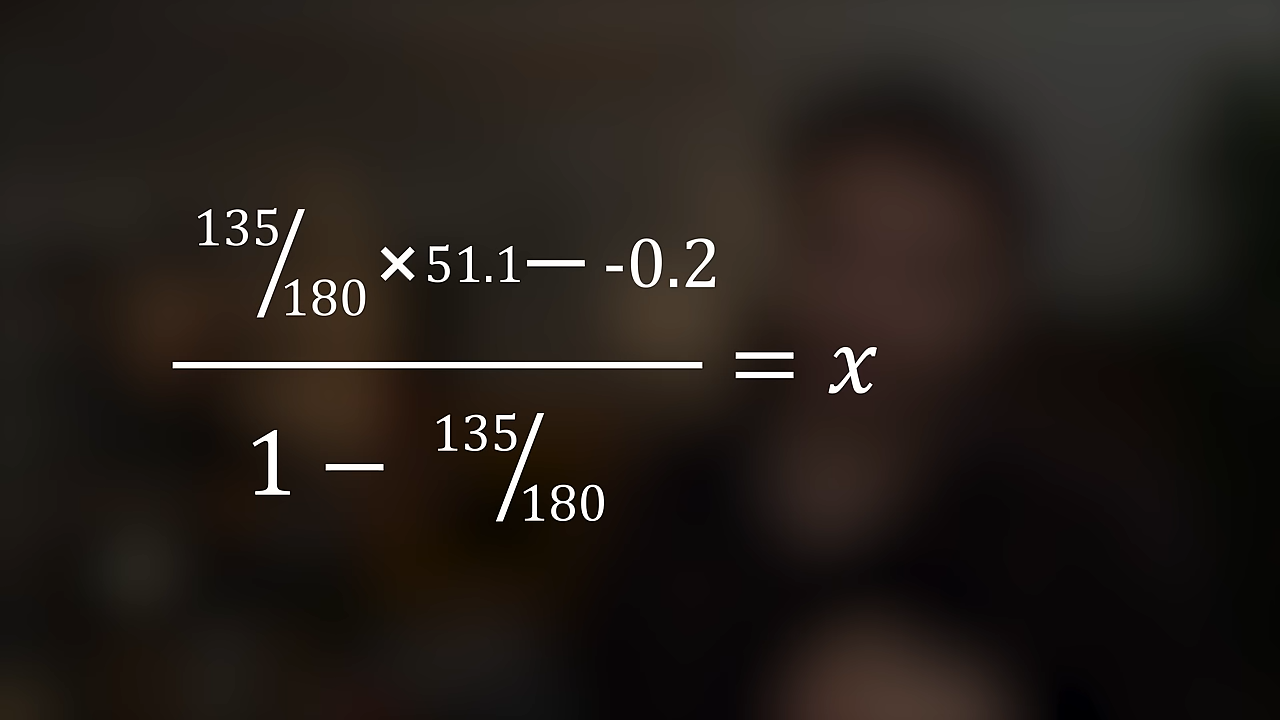 135/180 × 51.1 — -0.2
= x
1 — 135/180